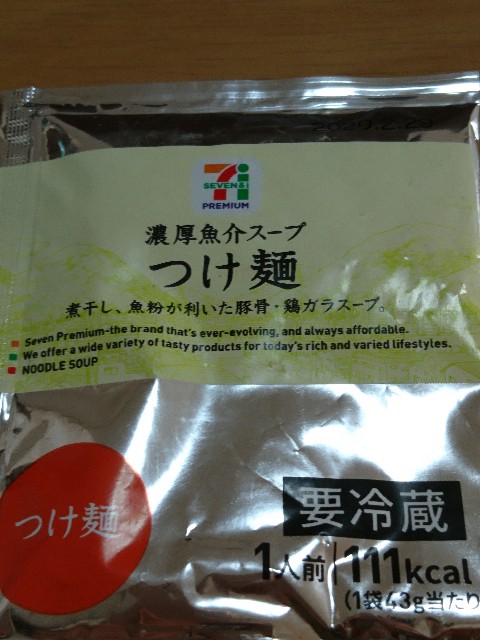 SEVEN & i
PREMIUM
濃厚魚介スープ
つけ麺
煮干し、魚粉が利いた豚骨・鶏ガラスープ。
Seven Premium-the brand that's ever-evolving, and always affordable.
We offer a wide variety of tasty products for today's rich and varied lifestyles.
NOODLE SOUP
つけ麺
要冷蔵
1人前 111kcal
(1袋43g当たり